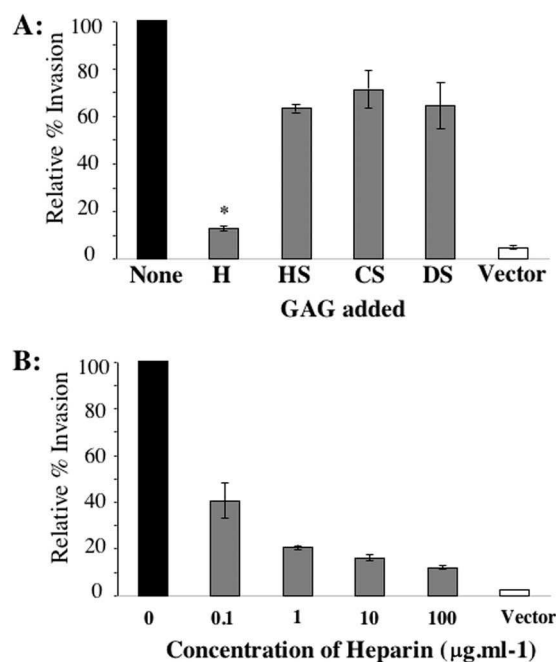 A:
Relative % Invasion
100
80
60
40
20
0
*
None H HS CS DS Vector
GAG added
B:
Relative % Invasion
100
80
60
40
20
0
0 0.1 1 10 100 Vector
Concentration of Heparin (μg.ml-1)